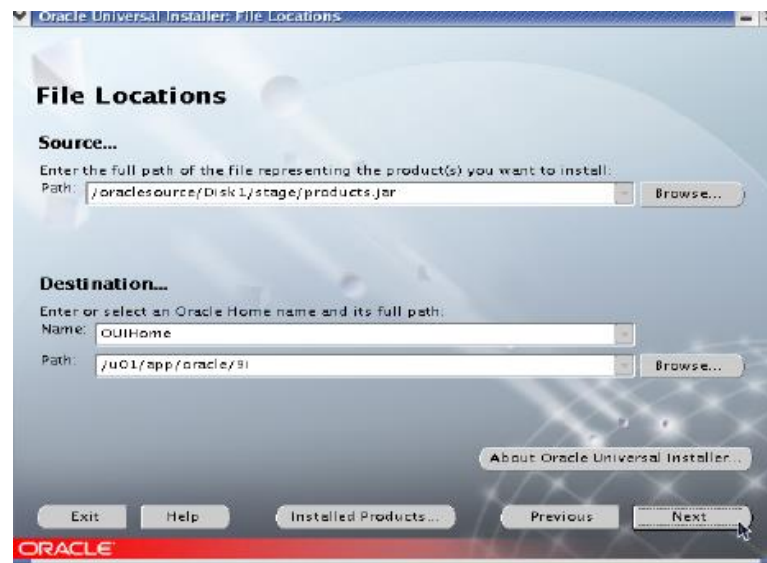 Oracle Universal Installer: File Locations
File Locations
Source...
Enter the full path of the file representing the product(s) you want to install:
Path: /oraclesource/Disk1/stage/products.jar Browse...
Destination...
Enter or select an Oracle Home name and its full path:
Name: OUIHome
Path: /u01/app/oracle/9i Browse...
About Oracle Universal Installer...
Exit Help Installed Products... Previous Next
ORACLE